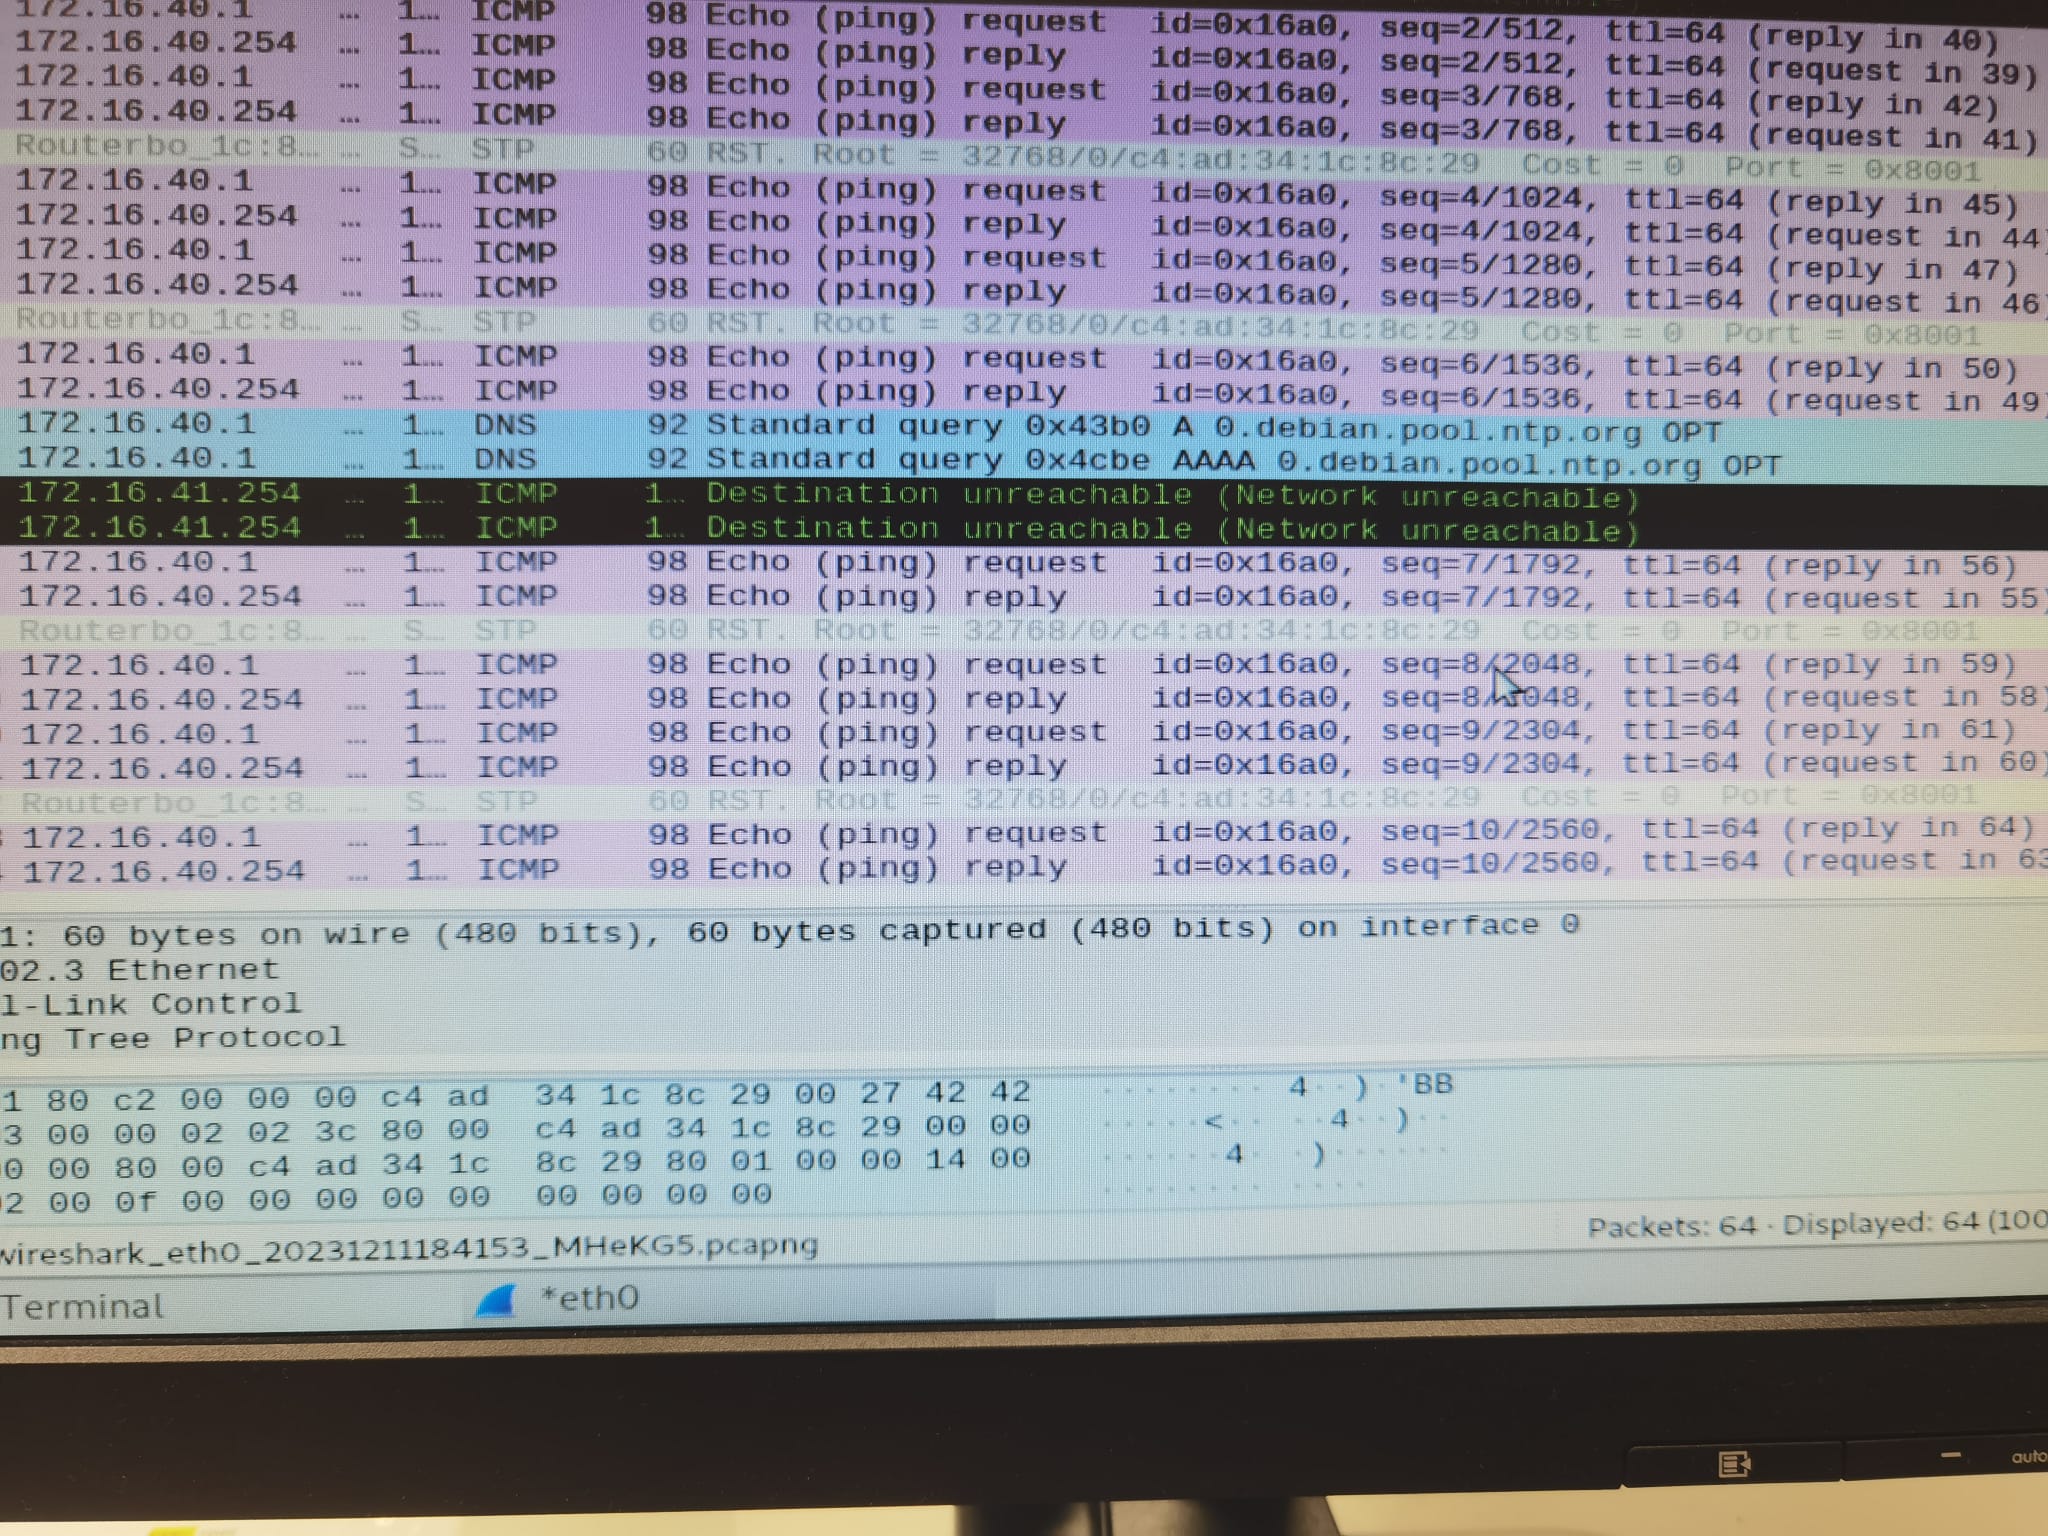 172.16.40.1 ... 1... ICMP 98 Echo (ping) request id=0x16a0, seq=2/512, ttl=64 (reply in 40)
172.16.40.254 ... 1... ICMP 98 Echo (ping) reply id=0x16a0, seq=2/512, ttl=64 (request in 39)
172.16.40.1 ... 1... ICMP 98 Echo (ping) request id=0x16a0, seq=3/768, ttl=64 (reply in 42)
172.16.40.254 ... 1... ICMP 98 Echo (ping) reply id=0x16a0, seq=3/768, ttl=64 (request in 41)
Routerbo_1c:8... ... S... STP 60 RST. Root = 32768/0/c4:ad:34:1c:8c:29 Cost = 0 Port = 0x8001
172.16.40.1 ... 1... ICMP 98 Echo (ping) request id=0x16a0, seq=4/1024, ttl=64 (reply in 45)
172.16.40.254 ... 1... ICMP 98 Echo (ping) reply id=0x16a0, seq=4/1024, ttl=64 (request in 44)
172.16.40.1 ... 1... ICMP 98 Echo (ping) request id=0x16a0, seq=5/1280, ttl=64 (reply in 47)
172.16.40.254 ... 1... ICMP 98 Echo (ping) reply id=0x16a0, seq=5/1280, ttl=64 (request in 46
Routerbo_1c:8... ... S... STP 60 RST. Root = 32768/0/c4:ad:34:1c:8c:29 Cost = 0 Port = 0x8001
172.16.40.1 ... 1... ICMP 98 Echo (ping) request id=0x16a0, seq=6/1536, ttl=64 (reply in 50)
172.16.40.254 ... 1... ICMP 98 Echo (ping) reply id=0x16a0, seq=6/1536, ttl=64 (request in 49)
172.16.40.1 ... 1... DNS 92 Standard query 0x43b0 A 0.debian.pool.ntp.org OPT
172.16.40.1 ... 1... DNS 92 Standard query 0x4cbe AAAA 0.debian.pool.ntp.org OPT
172.16.41.254 ... 1... ICMP 1... Destination unreachable (Network unreachable)
172.16.41.254 ... 1... ICMP 1... Destination unreachable (Network unreachable)
172.16.40.1 ... 1... ICMP 98 Echo (ping) request id=0x16a0, seq=7/1792, ttl=64 (reply in 56)
172.16.40.254 ... 1... ICMP 98 Echo (ping) reply id=0x16a0, seq=7/1792, ttl=64 (request in 55)
Routerbo_1c:8... ... S... STP 60 RST. Root = 32768/0/c4:ad:34:1c:8c:29 Cost = 0 Port = 0x8001
172.16.40.1 ... 1... ICMP 98 Echo (ping) request id=0x16a0, seq=8/2048, ttl=64 (reply in 59)
172.16.40.254 ... 1... ICMP 98 Echo (ping) reply id=0x16a0, seq=8/2048, ttl=64 (request in 58)
172.16.40.1 ... 1... ICMP 98 Echo (ping) request id=0x16a0, seq=9/2304, ttl=64 (reply in 61)
172.16.40.254 ... 1... ICMP 98 Echo (ping) reply id=0x16a0, seq=9/2304, ttl=64 (request in 60)
Routerbo_1c:8... ... S... STP 60 RST. Root = 32768/0/c4:ad:34:1c:8c:29 Cost = 0 Port = 0x8001
172.16.40.1 ... 1... ICMP 98 Echo (ping) request id=0x16a0, seq=10/2560, ttl=64 (reply in 64)
172.16.40.254 ... 1... ICMP 98 Echo (ping) reply id=0x16a0, seq=10/2560, ttl=64 (request in 63
1: 60 bytes on wire (480 bits), 60 bytes captured (480 bits) on interface 0
02.3 Ethernet
l-Link Control
ng Tree Protocol
1 80 c2 00 00 00 c4 ad 34 1c 8c 29 00 27 42 42 ········ 4··)·'BB
3 00 00 02 02 3c 80 00 c4 ad 34 1c 8c 29 00 00 ·····<·· ··4··)··
0 00 80 00 c4 ad 34 1c 8c 29 80 01 00 00 14 00 ······4· ·)······
2 00 0f 00 00 00 00 00 00 00 00 00 ········ ····
wireshark_eth0_20231211184153_MHeKG5.pcapng Packets: 64 · Displayed: 64 (100
Terminal *eth0
auto